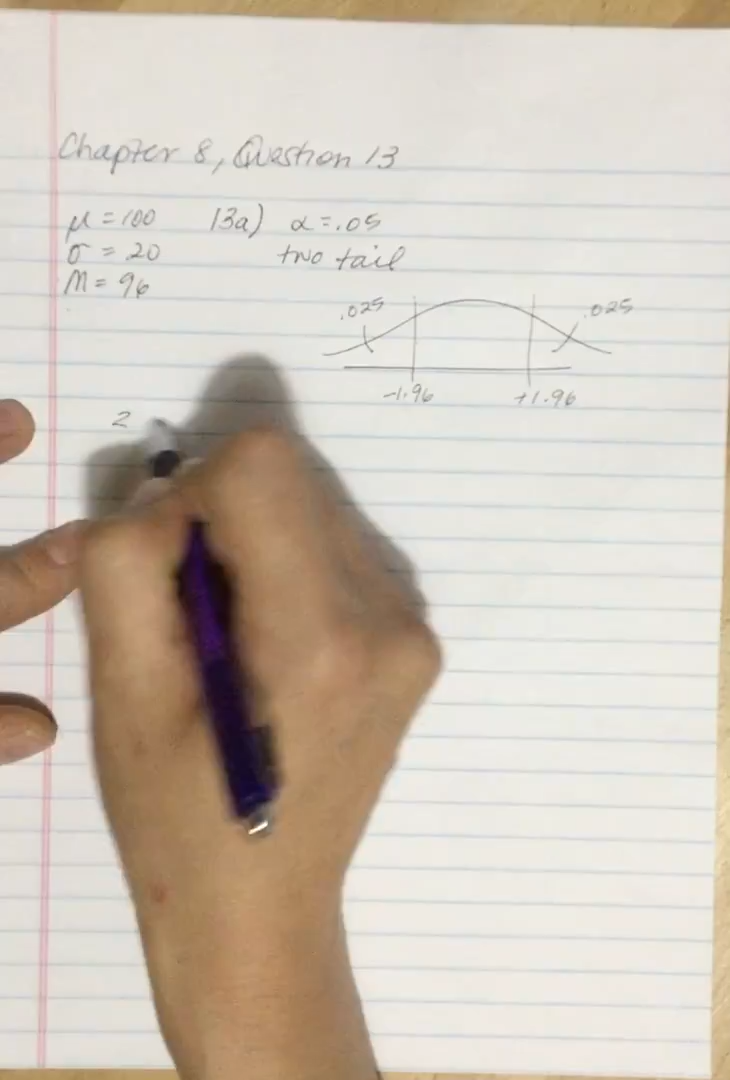 Chapter 8, Question 13
μ = 100 13a) α = .05
σ = 20 two tail
M = 96
.025 .025
-1.96 +1.96
z